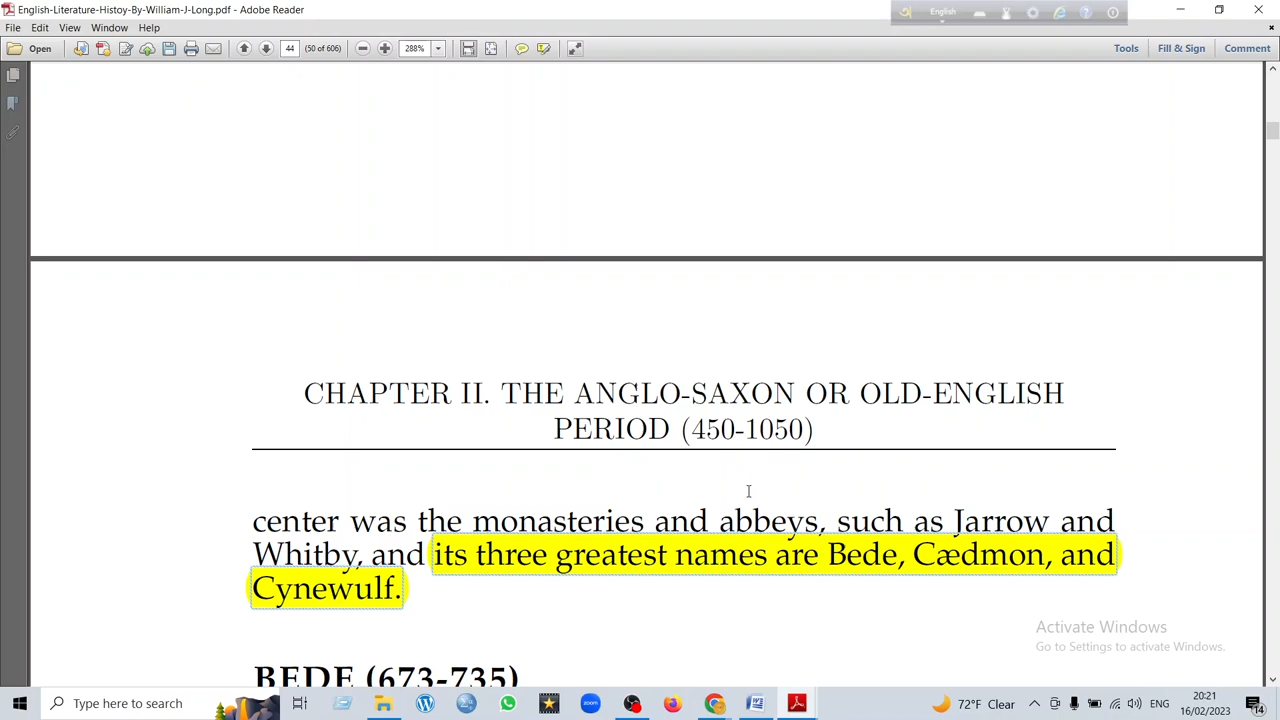 English-Literature-Histoy-By-William-J-Long.pdf - Adobe Reader
English
File Edit View Window Help
Open 44 (50 of 606) 288% Tools Fill & Sign Comment
CHAPTER II. THE ANGLO-SAXON OR OLD-ENGLISH
PERIOD (450-1050)
center was the monasteries and abbeys, such as Jarrow and
Whitby, and its three greatest names are Bede, Cædmon, and
Cynewulf.
Activate Windows
Go to Settings to activate Windows.
BEDE (673-735)
Type here to search
zoom
72°F Clear
ENG
20:21
16/02/2023
14